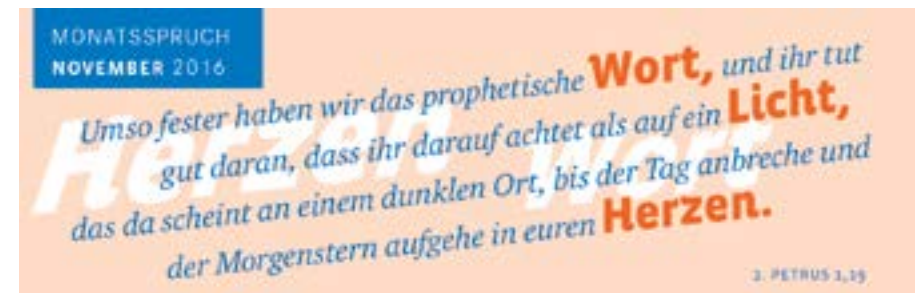 MONATSSPRUCH
NOVEMBER 2016
Umso fester haben wir das prophetische Wort, und ihr tut
gut daran, dass ihr darauf achtet als auf ein Licht,
das da scheint an einem dunklen Ort, bis der Tag anbreche und
der Morgenstern aufgehe in euren Herzen.
Herzen Wort
2. PETRUS 1,19